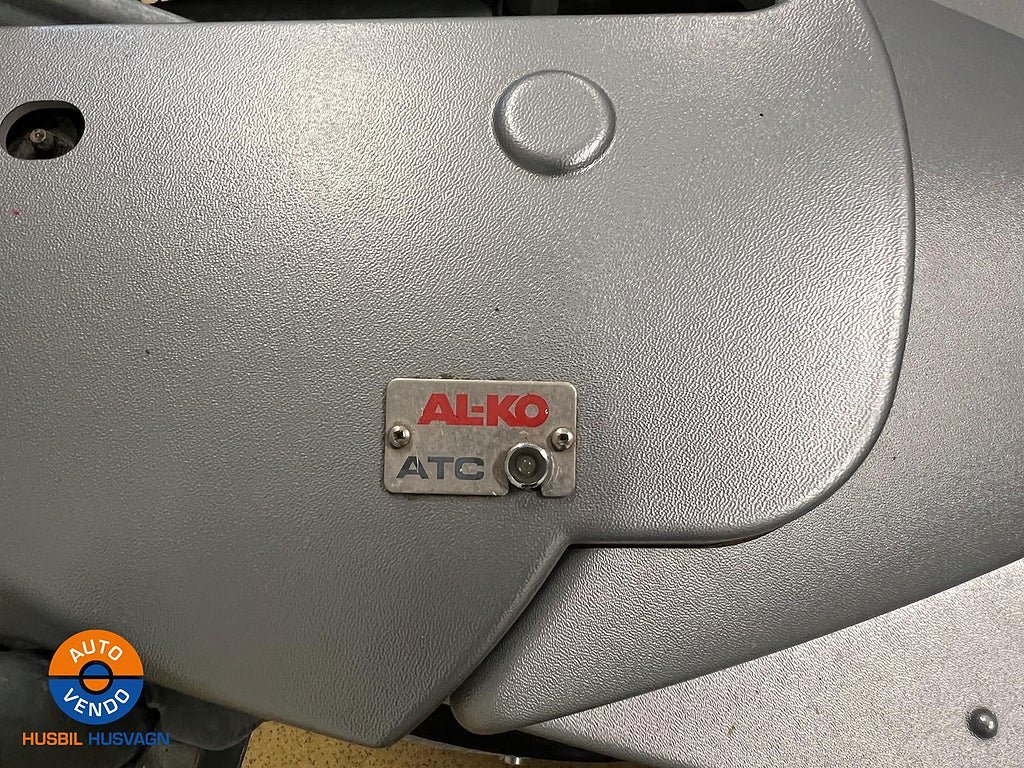 AL-KO
ATC
AUTO
VENDO
HUSBIL HUSVAGN